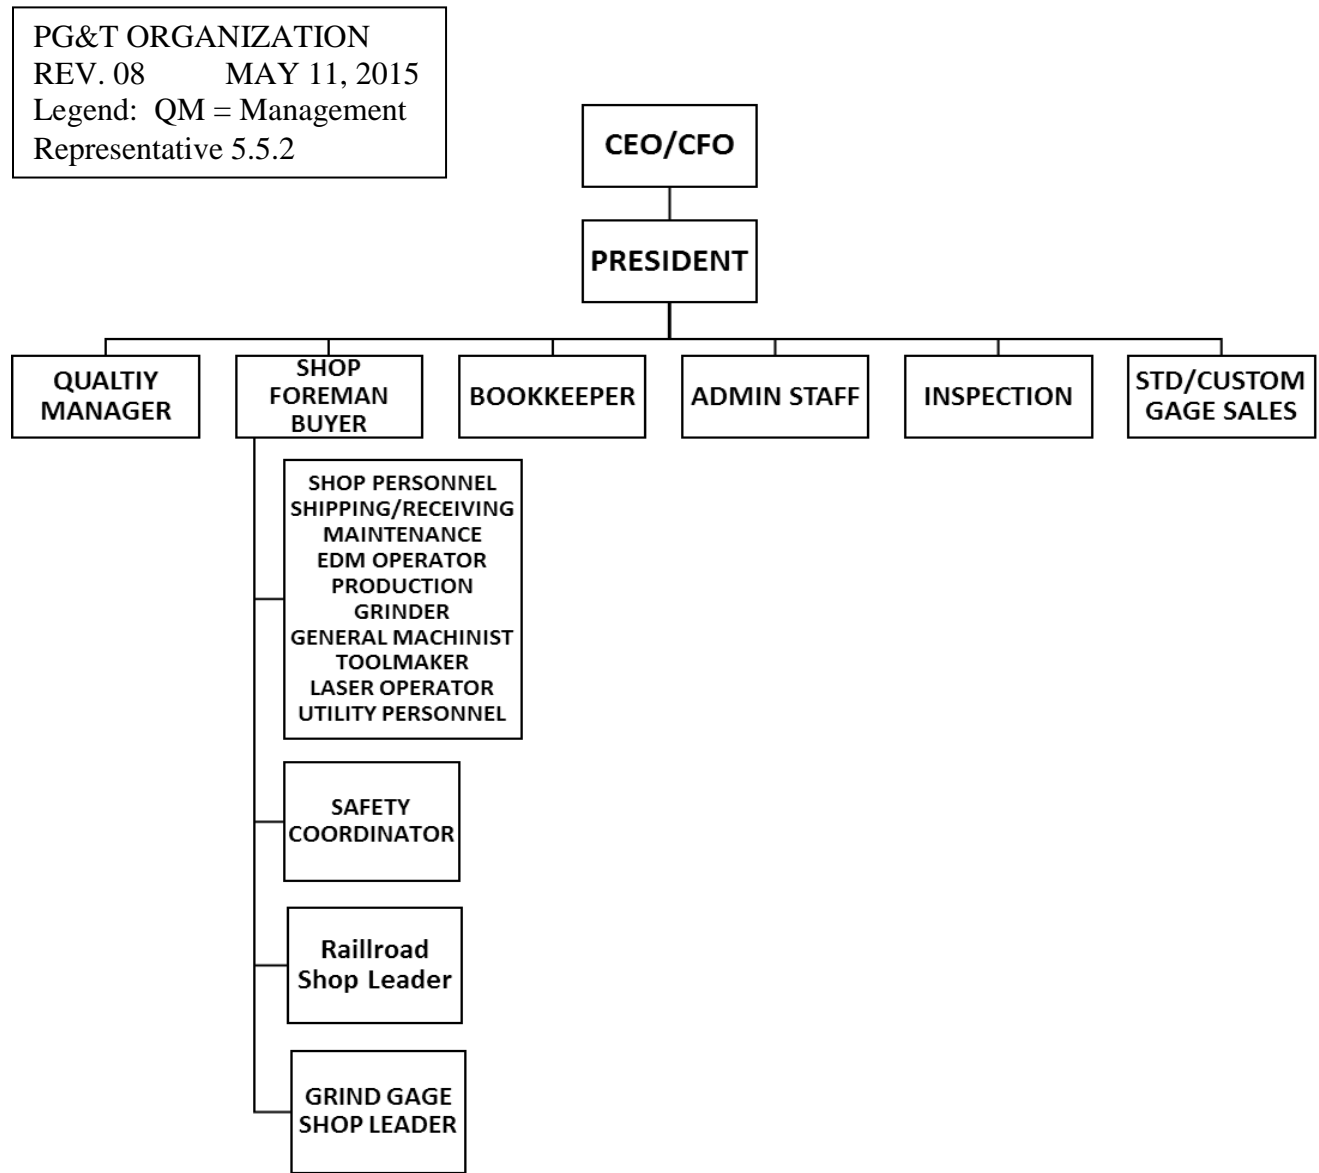 PG&T ORGANIZATION
REV. 08 MAY 11, 2015
Legend: QM = Management
Representative 5.5.2
CEO/CFO
PRESIDENT
QUALTIY
MANAGER
SHOP
FOREMAN
BUYER
BOOKKEEPER
ADMIN STAFF
INSPECTION
STD/CUSTOM
GAGE SALES
SHOP PERSONNEL
SHIPPING/RECEIVING
MAINTENANCE
EDM OPERATOR
PRODUCTION
GRINDER
GENERAL MACHINIST
TOOLMAKER
LASER OPERATOR
UTILITY PERSONNEL
SAFETY
COORDINATOR
Raillroad
Shop Leader
GRIND GAGE
SHOP LEADER